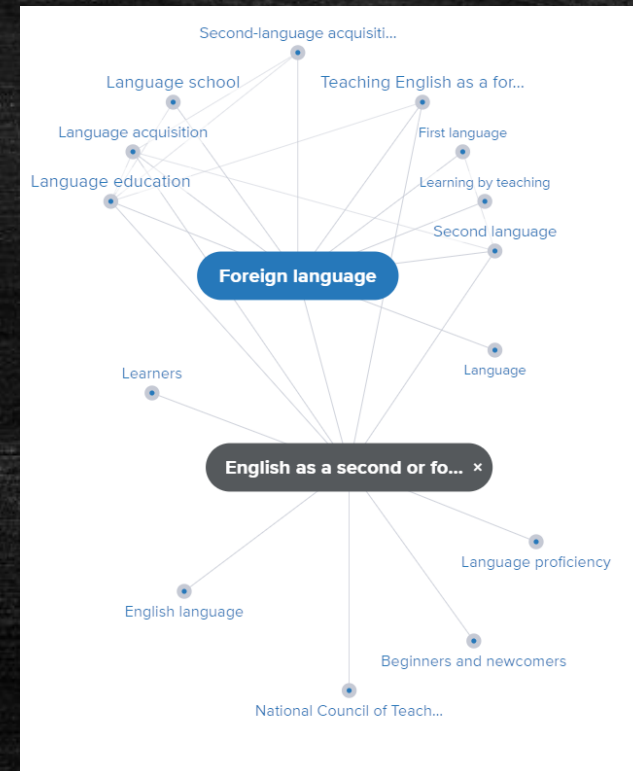 Second-language acquisiti...
Language school
Teaching English as a for...
Language acquisition
First language
Language education
Learning by teaching
Second language
Foreign language
Language
Learners
English as a second or fo... ×
Language proficiency
English language
Beginners and newcomers
National Council of Teach...